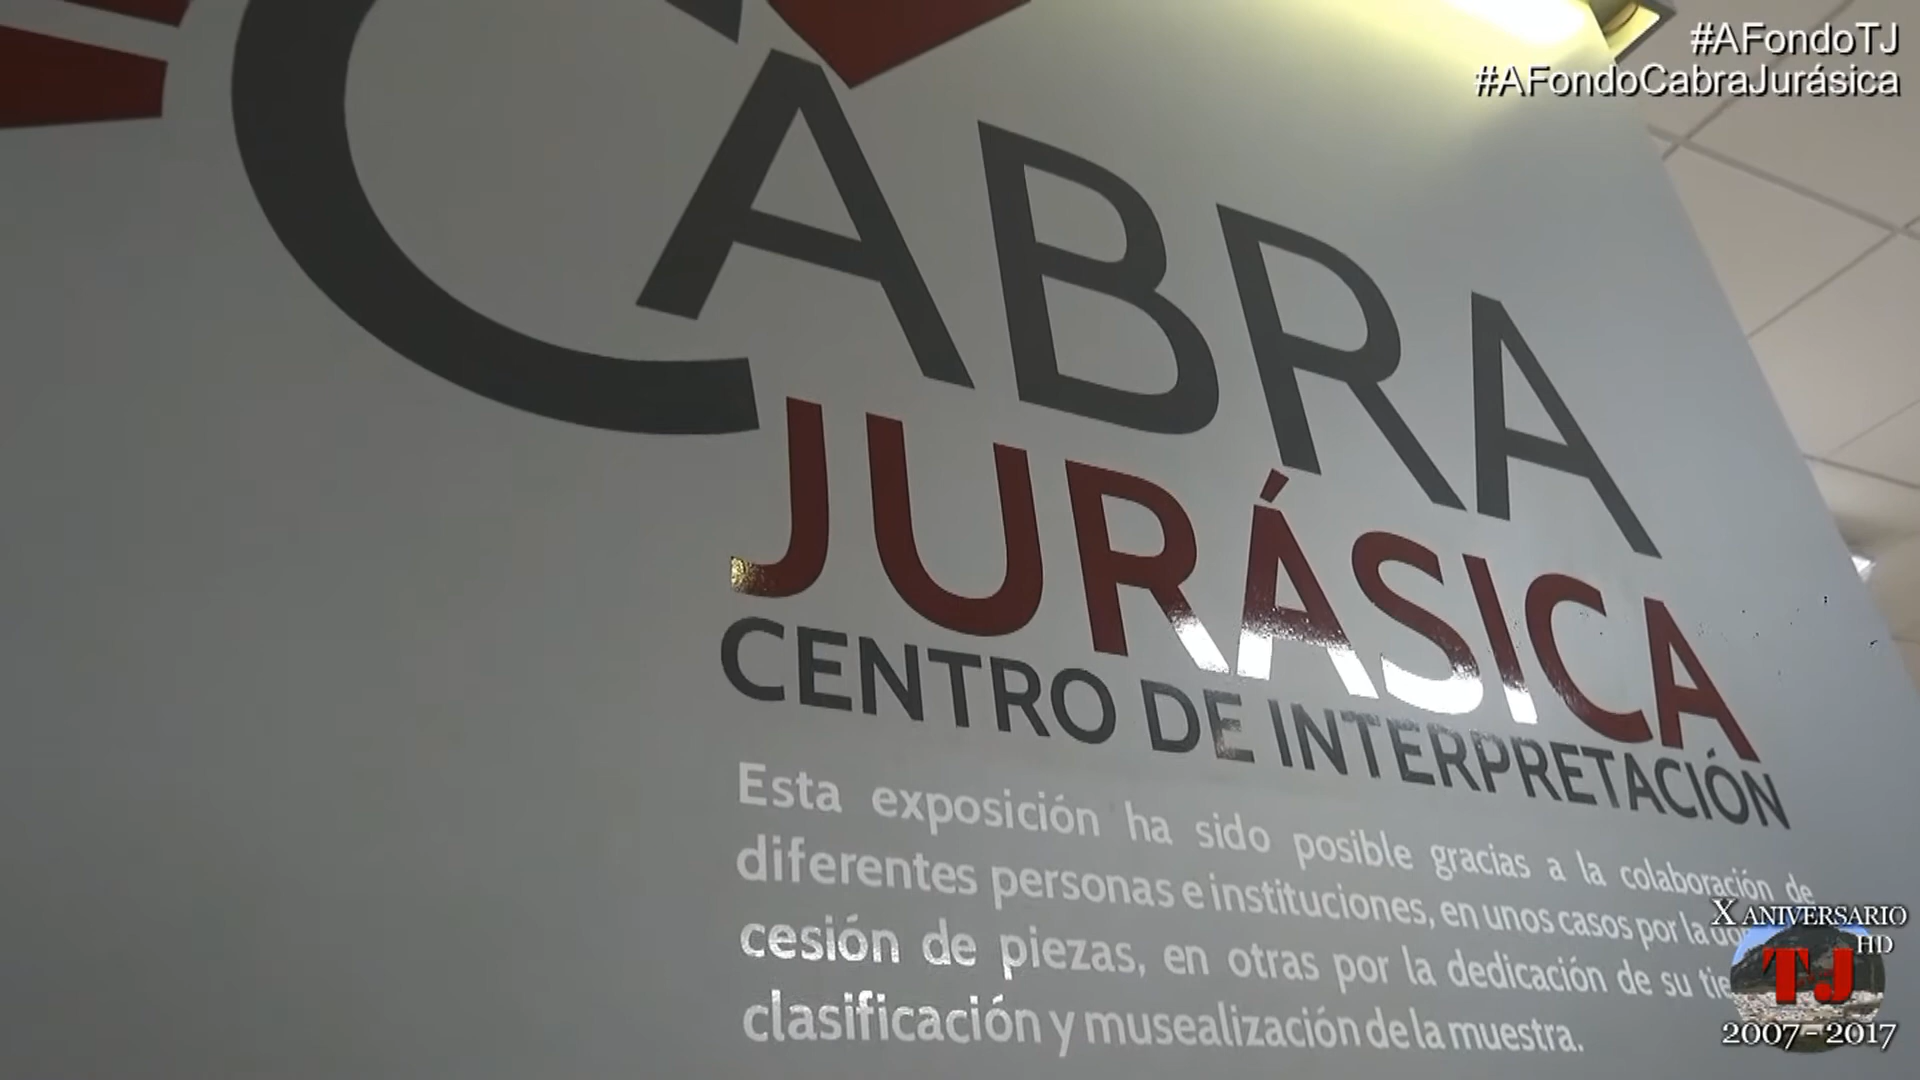 #AFondoTJ
#AFondoCabraJurásica
CABRA
JURÁSICA
CENTRO DE INTERPRETACIÓN
Esta exposición ha sido posible gracias a la colaboración de
diferentes personas e instituciones, en unos casos por la
cesión de piezas, en otras por la dedicación de su
clasificación y musealización de la muestra.
X ANIVERSARIO
HD
TJ
2007-2017